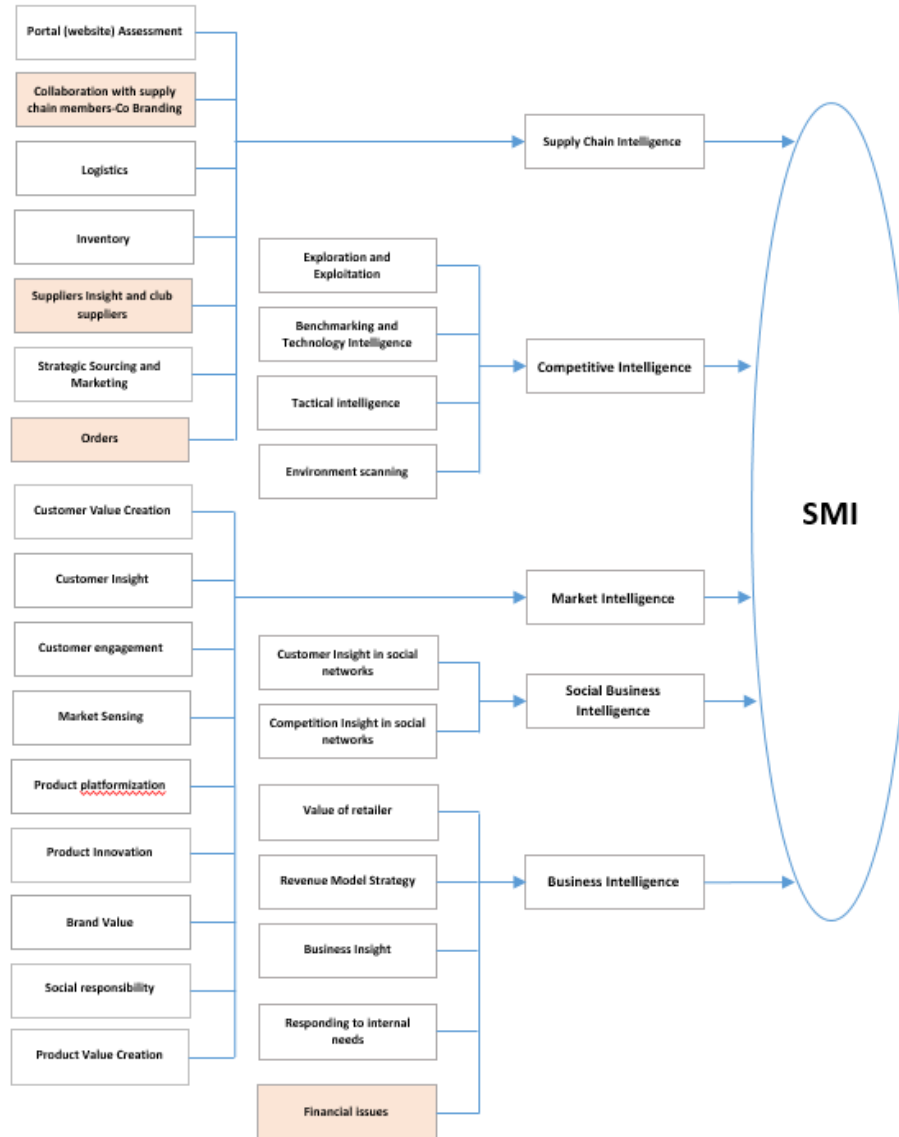 Portal (website) Assessment
Collaboration with supply
chain members-Co Branding
Logistics
Inventory
Suppliers Insight and club
suppliers
Strategic Sourcing and
Marketing
Orders
Supply Chain Intelligence
Exploration and
Exploitation
Benchmarking and
Technology Intelligence
Tactical intelligence
Environment scanning
Competitive Intelligence
SMI
Customer Value Creation
Customer Insight
Customer engagement
Market Sensing
Product platformization
Product Innovation
Brand Value
Social responsibility
Product Value Creation
Market Intelligence
Customer Insight in social
networks
Competition Insight in social
networks
Social Business
Intelligence
Value of retailer
Revenue Model Strategy
Business Insight
Responding to internal
needs
Financial issues
Business Intelligence